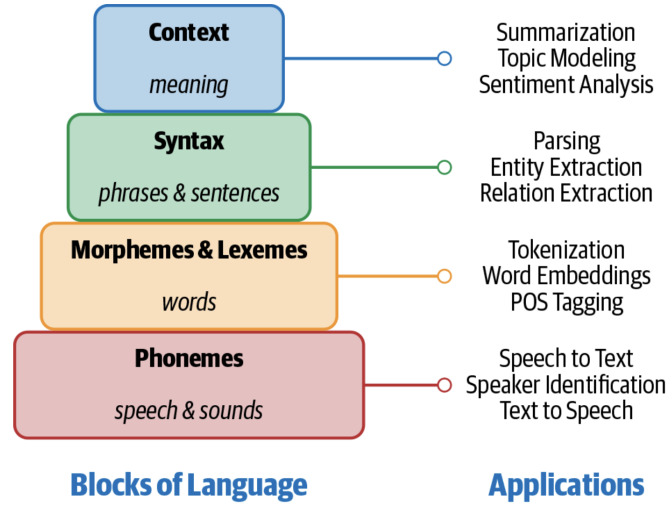 Context
meaning
Summarization
Topic Modeling
Sentiment Analysis
Syntax
phrases & sentences
Parsing
Entity Extraction
Relation Extraction
Morphemes & Lexemes
words
Tokenization
Word Embeddings
POS Tagging
Phonemes
speech & sounds
Speech to Text
Speaker Identification
Text to Speech
Blocks of Language
Applications